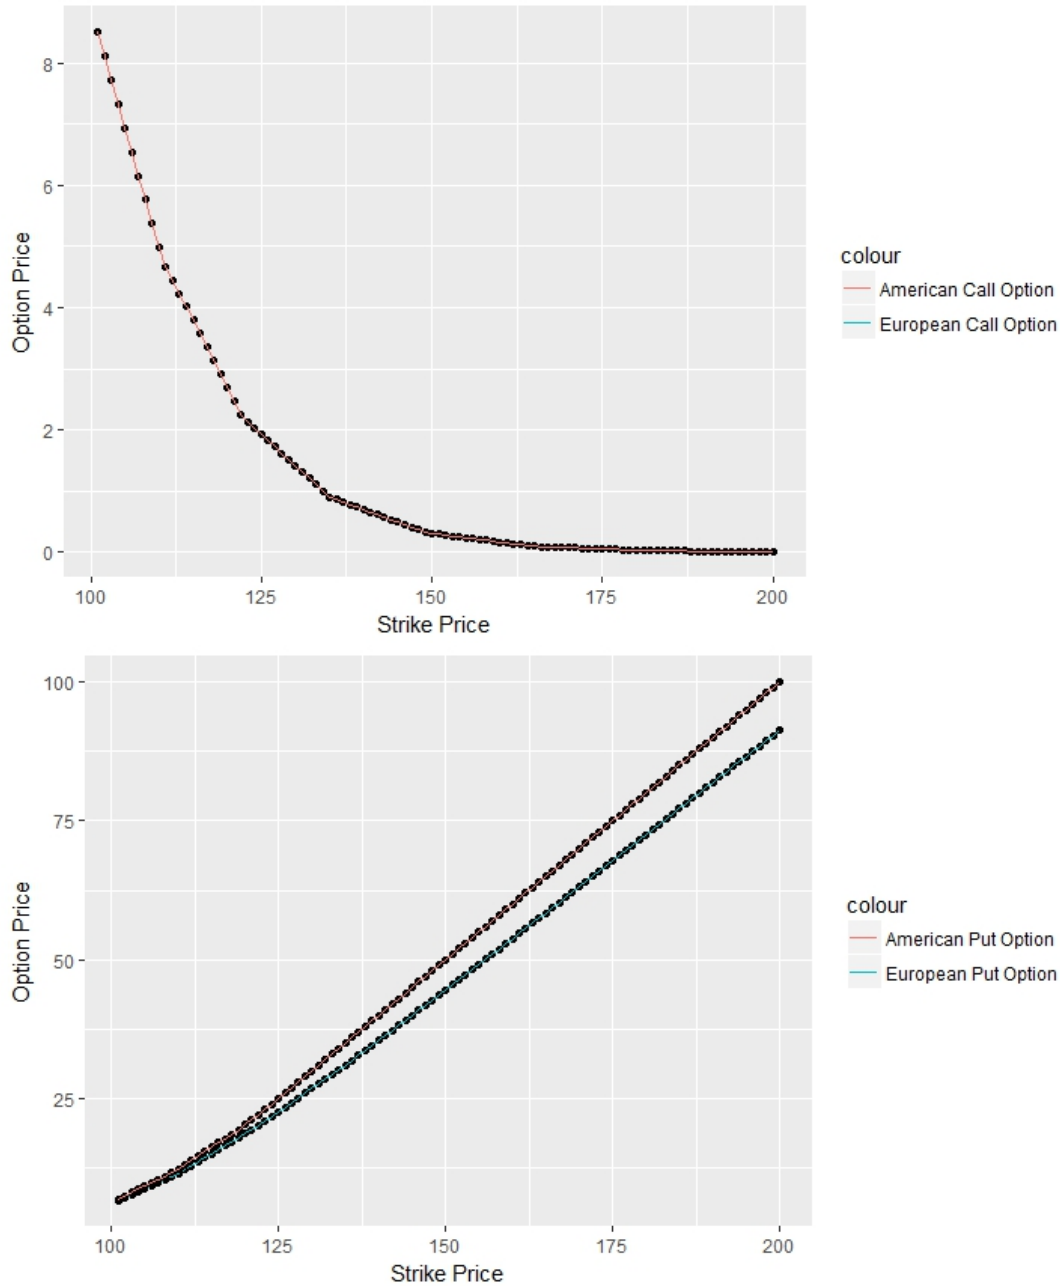 8
6
4
2
0
Option Price
100 125 150 175 200
Strike Price
colour
American Call Option
European Call Option
100
75
50
25
Option Price
100 125 150 175 200
Strike Price
colour
American Put Option
European Put Option